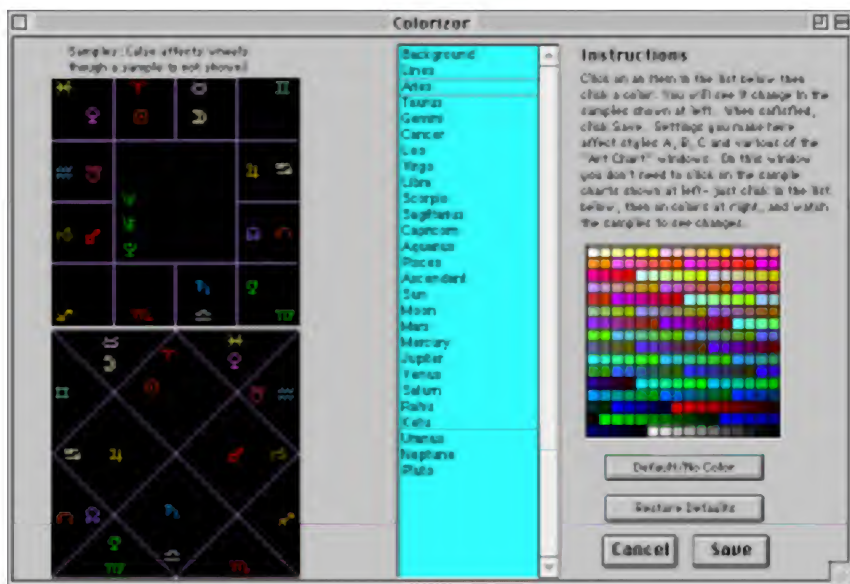 Colorizor
Samples: Color affects wheels
though a sample is not shown!
Background
Lines
Aries
Taurus
Gemini
Cancer
Leo
Virgo
Libra
Scorpio
Sagittarius
Capricorn
Aquarius
Pisces
Ascendant
Sun
Moon
Mars
Mercury
Jupiter
Venus
Saturn
Rahu
Ketu
Uranus
Neptune
Pluto
Instructions
Click on an item in the list below then
click a color. You will see it change in the
samples shown at left. When satisfied,
click Save. Settings you make here
affect styles A, B, C and various of the
"Art Chart" windows. On this window
you don't need to click on the sample
charts shown at left- just click in the list
below, then on colors at right, and watch
the samples to see changes.
Default/No Color
Restore Defaults
Cancel
Save